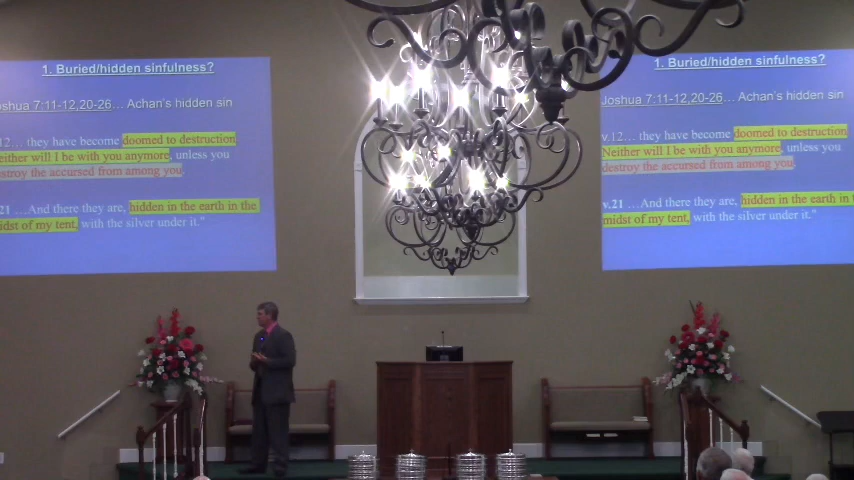 1. Buried/hidden sinfulness?
oshua 7:11-12,20-26… Achan's hidden sin
12… they have become doomed to destruction
Neither will I be with you anymore, unless you
estroy the accursed from among you.
21 …And there they are, hidden in the earth in the
midst of my tent, with the silver under it."
1. Buried/hidden sinfulness?
Joshua 7:11-12,20-26… Achan's hidden sin
v.12… they have become doomed to destruction
Neither will I be with you anymore, unless you
destroy the accursed from among you.
v.21 …And there they are, hidden in the earth in
midst of my tent, with the silver under it."